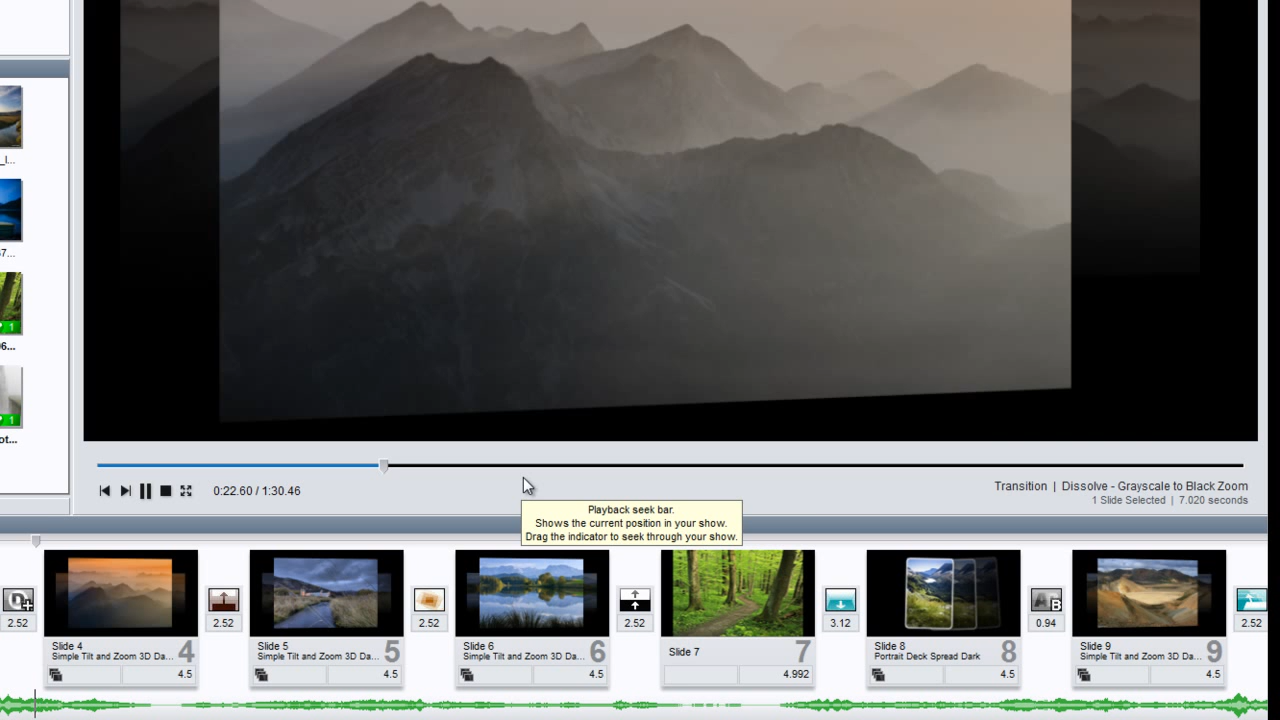 _l...
1
ot...
0:22.60 / 1:30.46
Transition | Dissolve - Grayscale to Black Zoom
1 Slide Selected | 7.020 seconds
Playback seek bar.
Shows the current position in your show.
Drag the indicator to seek through your show.
2.52
Slide 4
Simple Tilt and Zoom 3D Da...
4
4.5
2.52
Slide 5
Simple Tilt and Zoom 3D Da...
5
4.5
2.52
Slide 6
Simple Tilt and Zoom 3D Da...
6
4.5
2.52
Slide 7
7
4.992
3.12
Slide 8
Portrait Deck Spread Dark
8
4.5
B
0.94
Slide 9
Simple Tilt and Zoom 3D Da...
9
4.5
2.52